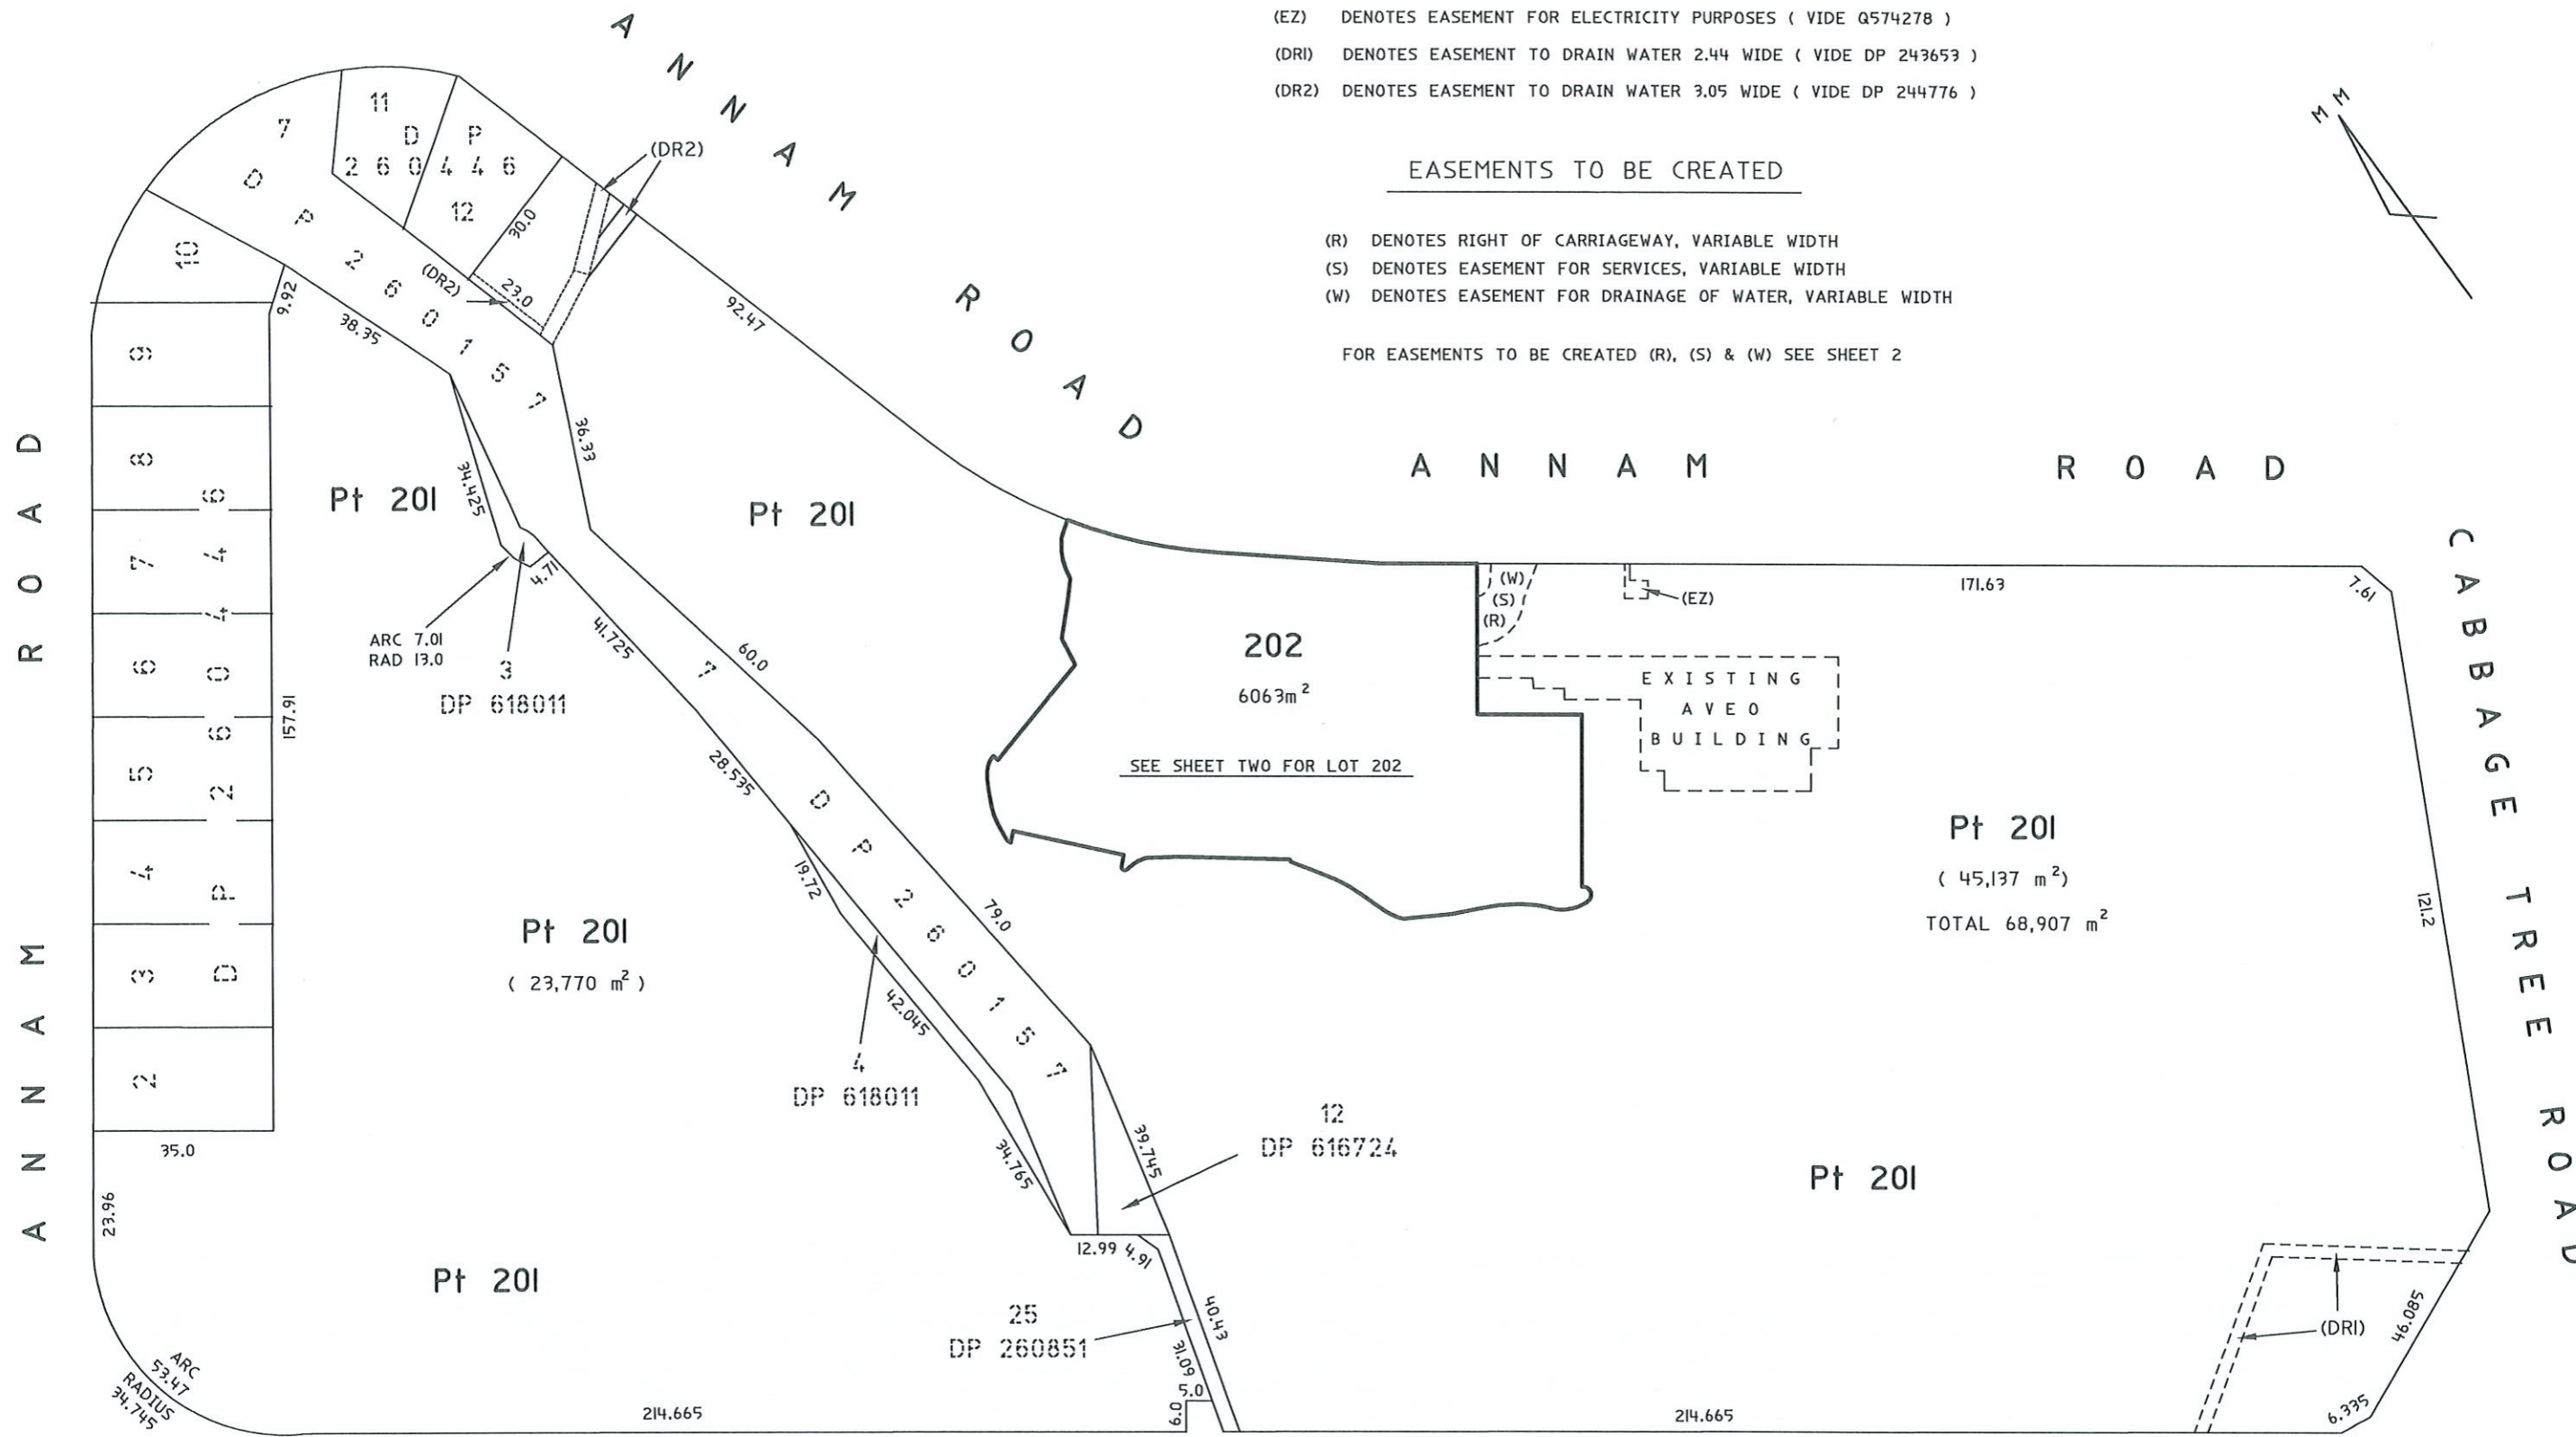 (EZ) DENOTES EASEMENT FOR ELECTRICITY PURPOSES ( VIDE Q574278 )
(DR1) DENOTES EASEMENT TO DRAIN WATER 2.44 WIDE ( VIDE DP 243653 )
(DR2) DENOTES EASEMENT TO DRAIN WATER 3.05 WIDE ( VIDE DP 244776 )
EASEMENTS TO BE CREATED
(R) DENOTES RIGHT OF CARRIAGEWAY, VARIABLE WIDTH
(S) DENOTES EASEMENT FOR SERVICES, VARIABLE WIDTH
(W) DENOTES EASEMENT FOR DRAINAGE OF WATER, VARIABLE WIDTH
FOR EASEMENTS TO BE CREATED (R), (S) & (W) SEE SHEET 2
M M
ANNAM ROAD
ANNAM ROAD
ANNAM ROAD
CABBAGE TREE ROAD
7
DP 260157
11
DP
260446
12
30.0
(DR2)
(DR2)
23.0
92.47
10
9
8
7
6
5
4
3
2
DP 260446
9.92
38.35
36.33
34.425
Pt 201
Pt 201
4.71
ARC 7.01
RAD 13.0
3
DP 618011
41.725
60.0
157.91
28.535
7
DP 260157
79.0
19.72
42.045
4
DP 618011
34.765
Pt 201
( 23,770 m² )
35.0
23.96
Pt 201
ARC
53.47
RADIUS
34.745
214.665
202
6063m²
SEE SHEET TWO FOR LOT 202
(W)
(S)
(R)
(EZ)
171.63
7.61
EXISTING
AVEO
BUILDING
Pt 201
( 45,137 m²)
TOTAL 68,907 m²
121.2
12
DP 616724
39.745
12.99
4.91
25
DP 260851
40.43
31.09
5.0
6.0
Pt 201
214.665
(DR1)
46.085
6.335